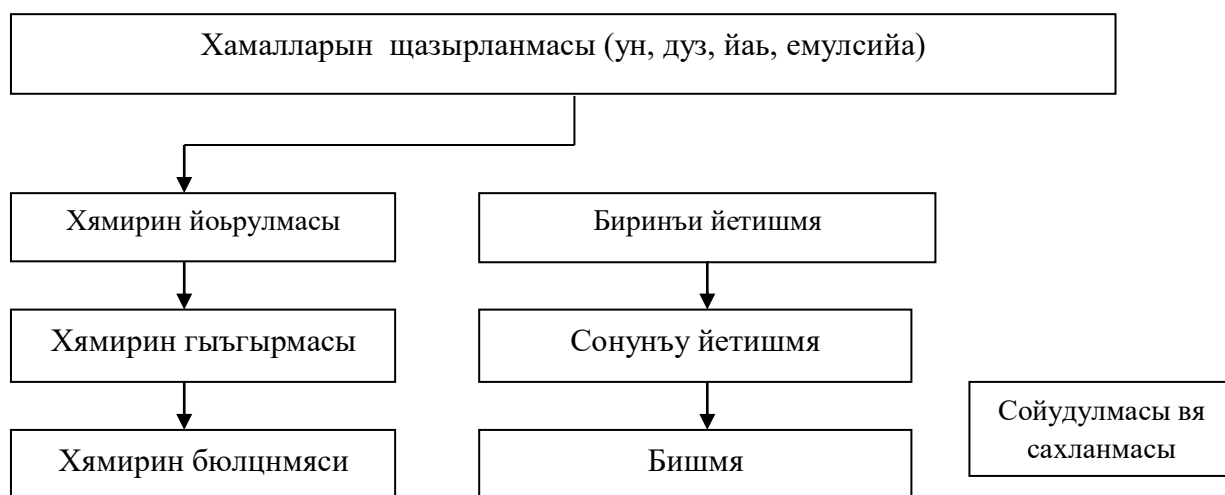 Хамалларын щазырланмасы (ун, дуз, йаь, емулсийа)
Хямирин йоьрулмасы
Биринъи йетишмя
Хямирин гыъгырмасы
Сонунъу йетишмя
Хямирин бюлцнмяси
Бишмя
Сойудулмасы вя
сахланмасы